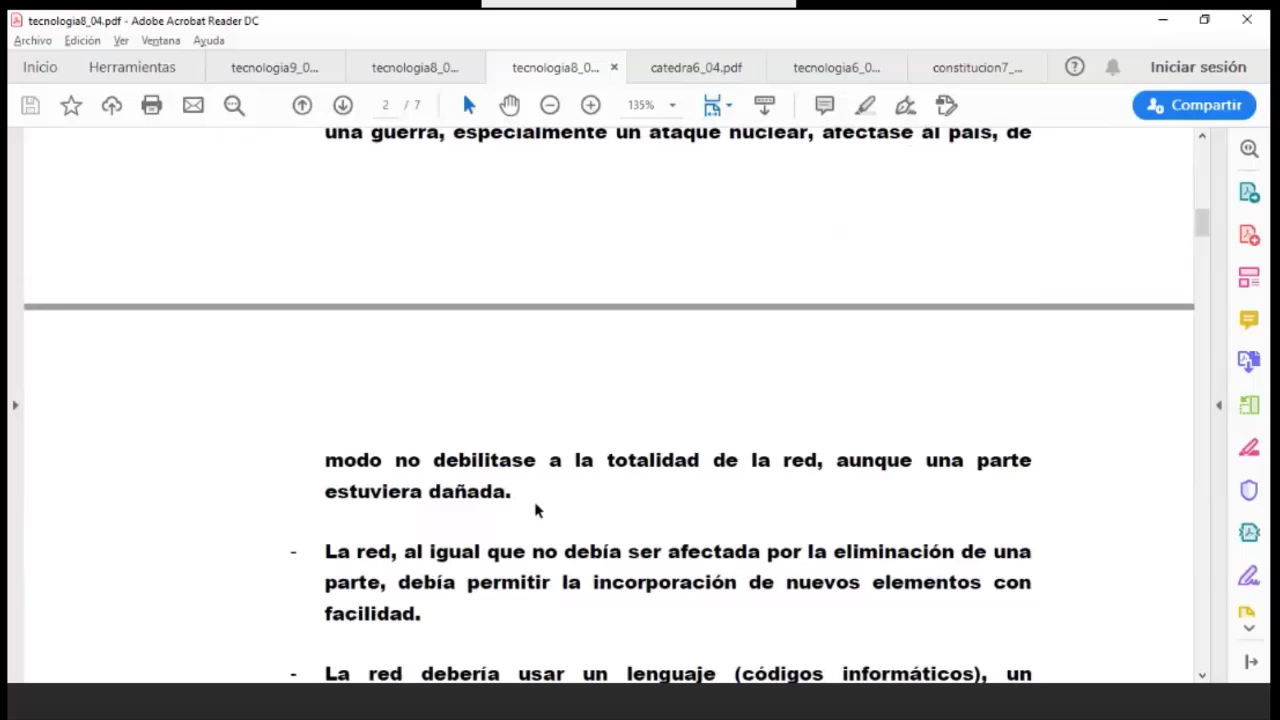 tecnologia8_04.pdf - Adobe Acrobat Reader DC
Archivo Edición Ver Ventana Ayuda
Inicio Herramientas tecnologia9_0... tecnologia8_0... tecnologia8_0... catedra6_04.pdf tecnologia6_0... constitucion7_... Iniciar sesión
2 / 7 135% Compartir
una guerra, especialmente un ataque nuclear, afectase al país, de
modo no debilitase a la totalidad de la red, aunque una parte
estuviera dañada.
- La red, al igual que no debía ser afectada por la eliminación de una
parte, debía permitir la incorporación de nuevos elementos con
facilidad.
- La red debería usar un lenguaje (códigos informáticos), un